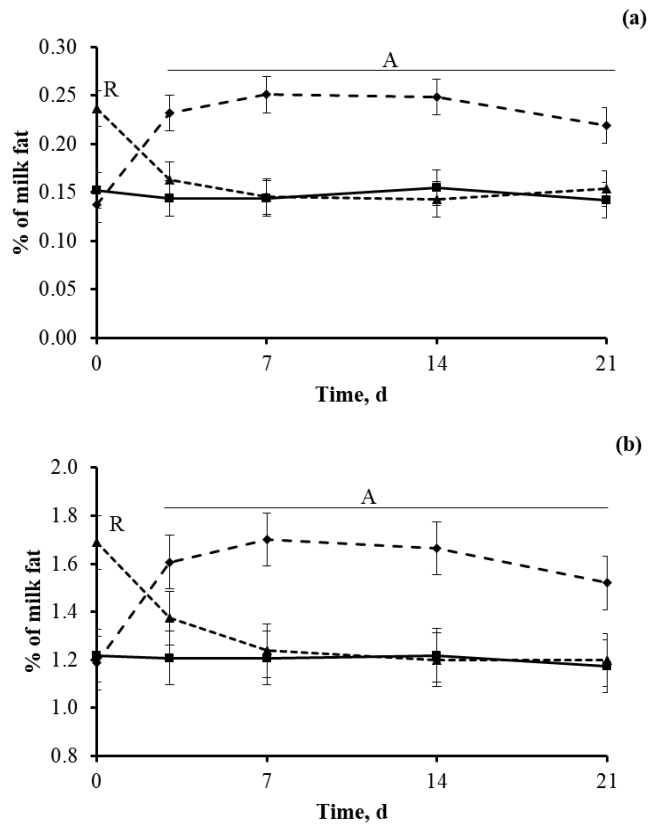 (a)
0.30
A
0.25
R
0.20
0.15
0.10
0.05
0.00
% of milk fat
0
7
14
21
Time, d
(b)
2.0
A
1.8
R
1.6
1.4
1.2
1.0
0.8
% of milk fat
0
7
14
21
Time, d